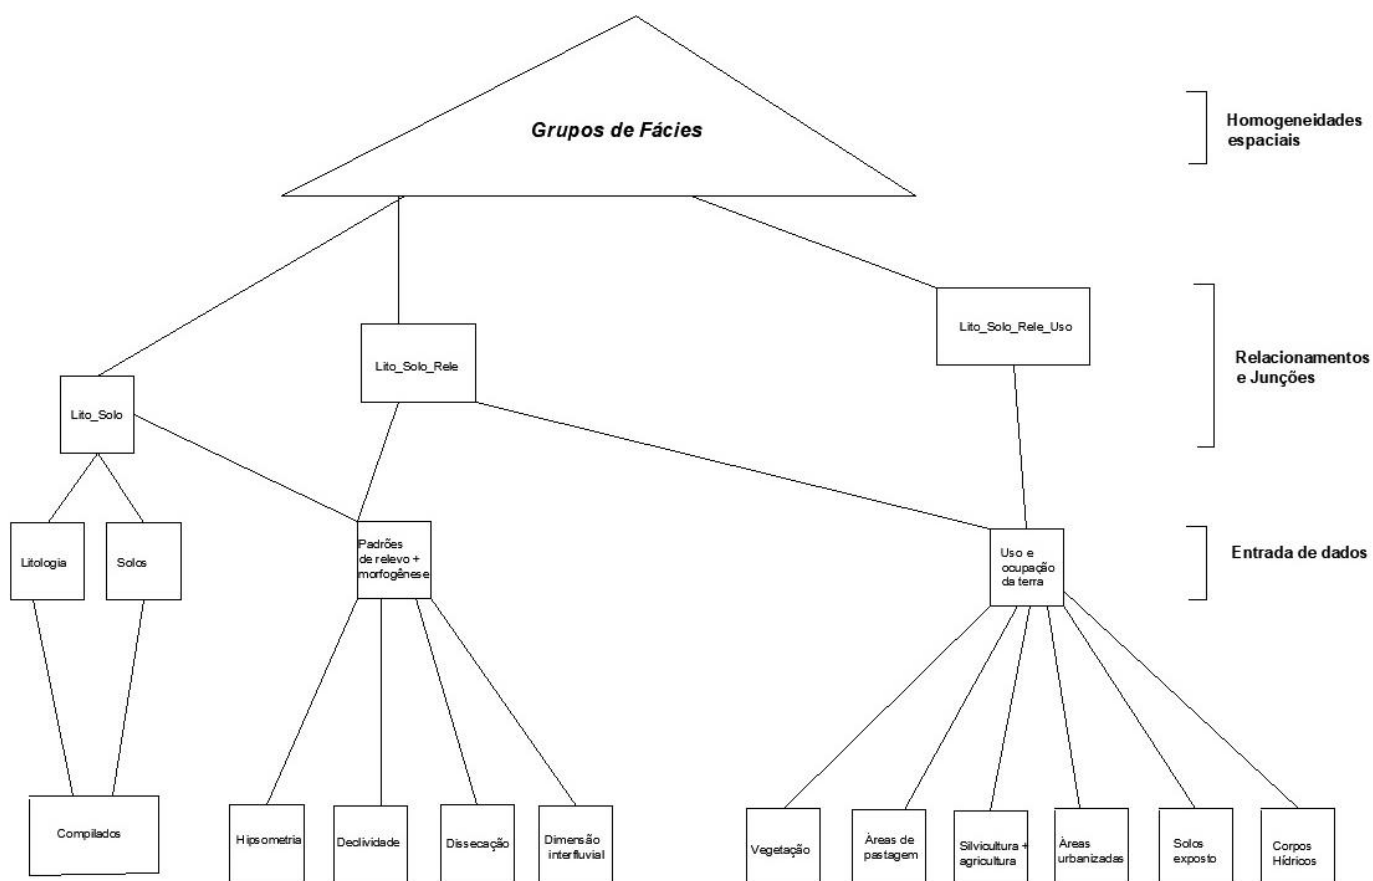 Grupos de Fácies
Homogeneidades
espaciais
Lito_Solo_Rele_Uso
Lito_Solo_Rele
Relacionamentos
e Junções
Lito_Solo
Litologia
Solos
Padrões
de relevo +
morfogênese
Uso e
ocupação
da terra
Entrada de dados
Compilados
Hipsometria
Declividade
Dissecação
Dimensão
interfluvial
Vegetação
Àreas de
pastagem
Silvicultura +
agricultura
Àreas
urbanizadas
Solos
exposto
Corpos
Hídricos